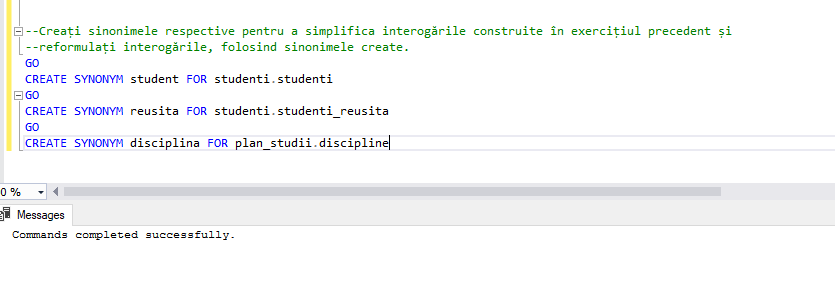 --Creați sinonimele respective pentru a simplifica interogările construite în exercițiul precedent și
--reformulați interogările, folosind sinonimele create.
GO
CREATE SYNONYM student FOR studenti.studenti
GO
CREATE SYNONYM reusita FOR studenti.studenti_reusita
GO
CREATE SYNONYM disciplina FOR plan_studii.discipline
0 %
Messages
Commands completed successfully.